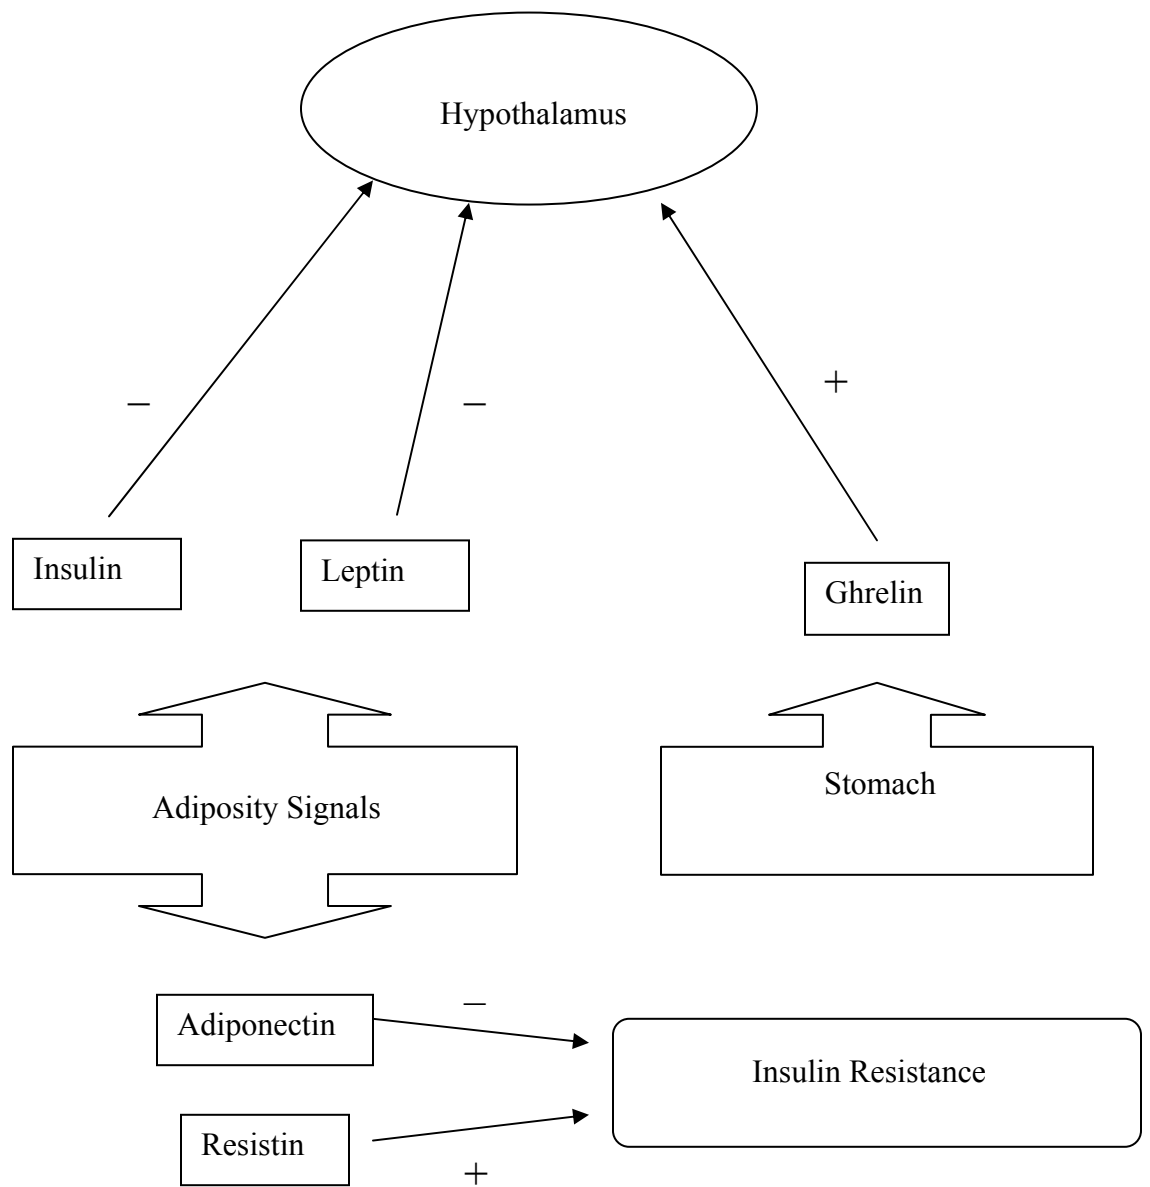 Hypothalamus
+
–
–
Insulin
Leptin
Ghrelin
Stomach
Adiposity Signals
–
Adiponectin
Insulin Resistance
Resistin
+